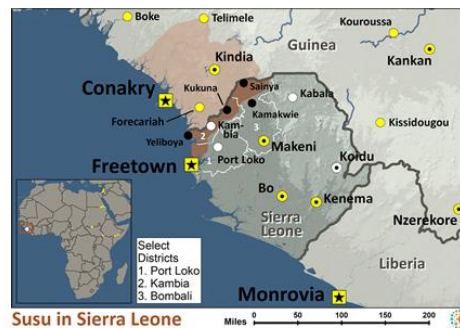 Boke
Telimele
Kouroussa
Guinea
Kindia
Kankan
Conakry
Sainya
Kukuna
Kabala
Forecariah
Kamakwie
Kissidougou
Kam-
bia
3
Yeliboya
2
Makeni
Port Loko
Koidu
1
Freetown
Bo
Kenema
Sierra
Leone
Nzerekore
Select
Districts
1. Port Loko
2. Kambia
3. Bombali
Liberia
Monrovia
Susu in Sierra Leone
Miles 0 50 100 200